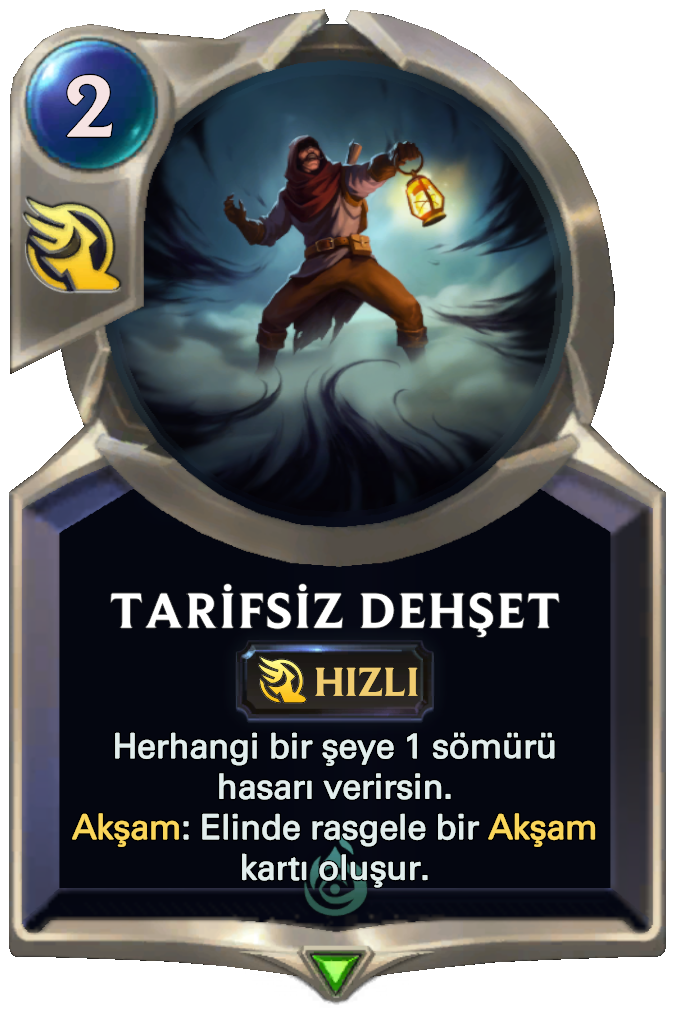 2
TARİFSİZ DEHŞET
HIZLI
Herhangi bir şeye 1 sömürü
hasarı verirsin.
Akşam: Elinde rasgele bir Akşam
kartı oluşur.